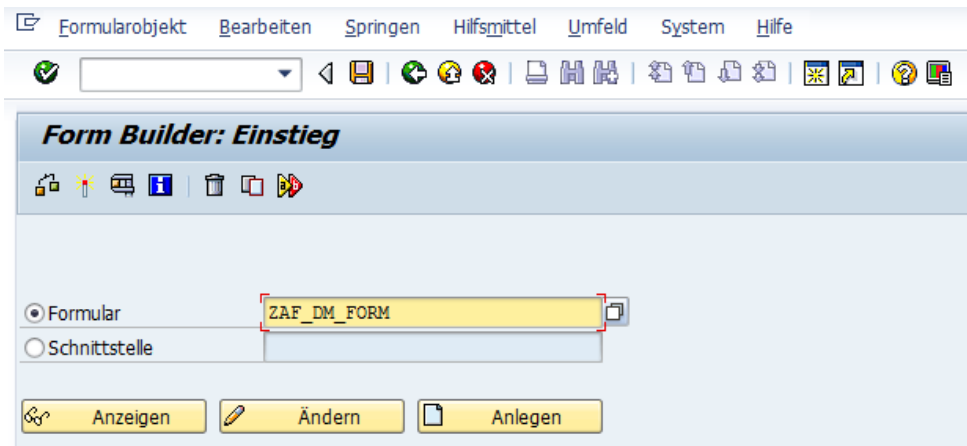 Formularobjekt Bearbeiten Springen Hilfsmittel Umfeld System Hilfe
Form Builder: Einstieg
Formular ZAF_DM_FORM
Schnittstelle
Anzeigen Ändern Anlegen